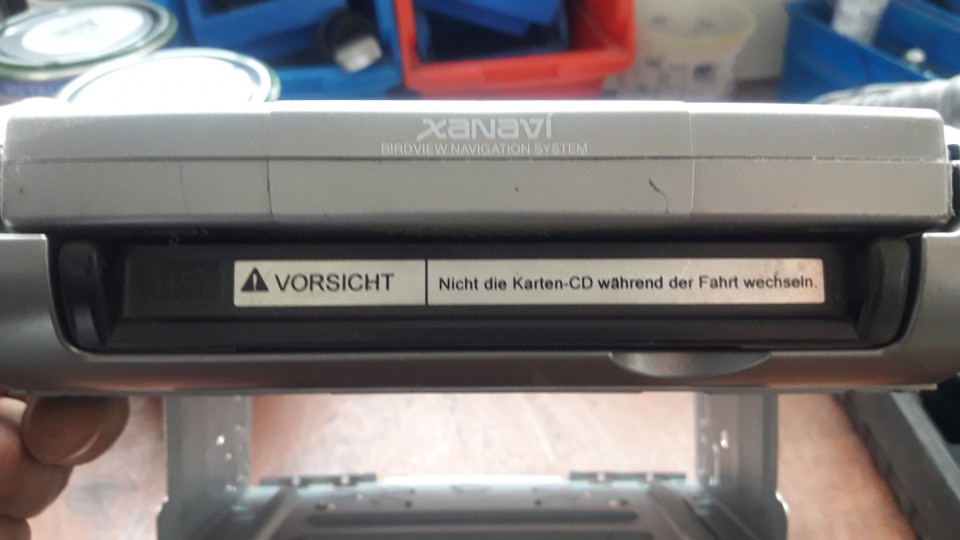 xanavi
BIRDVIEW NAVIGATION SYSTEM
VORSICHT
Nicht die Karten-CD während der Fahrt wechseln.